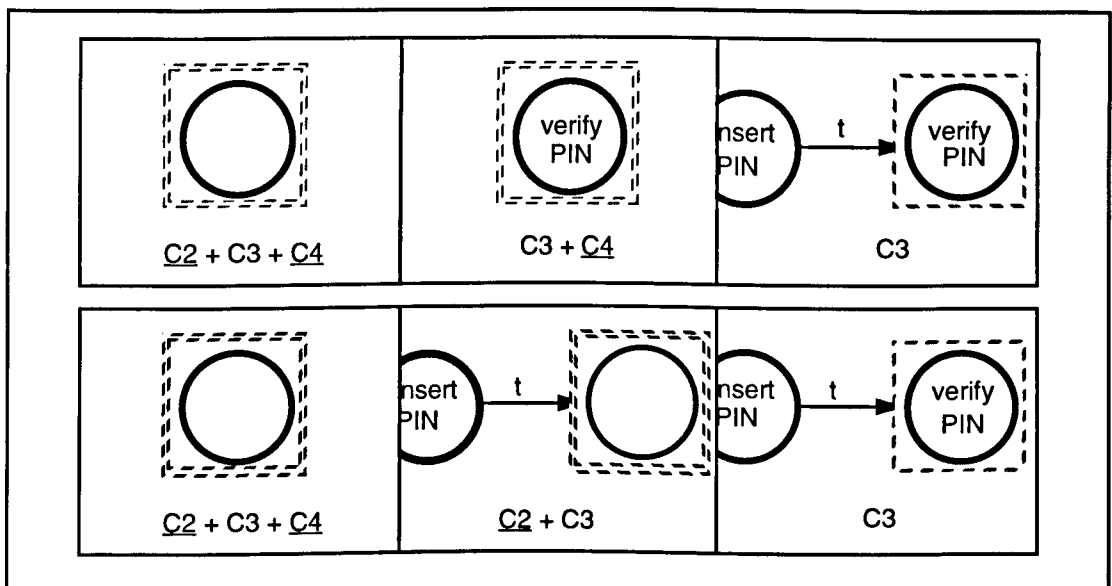 verify
PIN
nsert
PIN
t
verify
PIN
C2 + C3 + C4
C3 + C4
C3
nsert
PIN
t
nsert
PIN
t
verify
PIN
C2 + C3 + C4
C2 + C3
C3